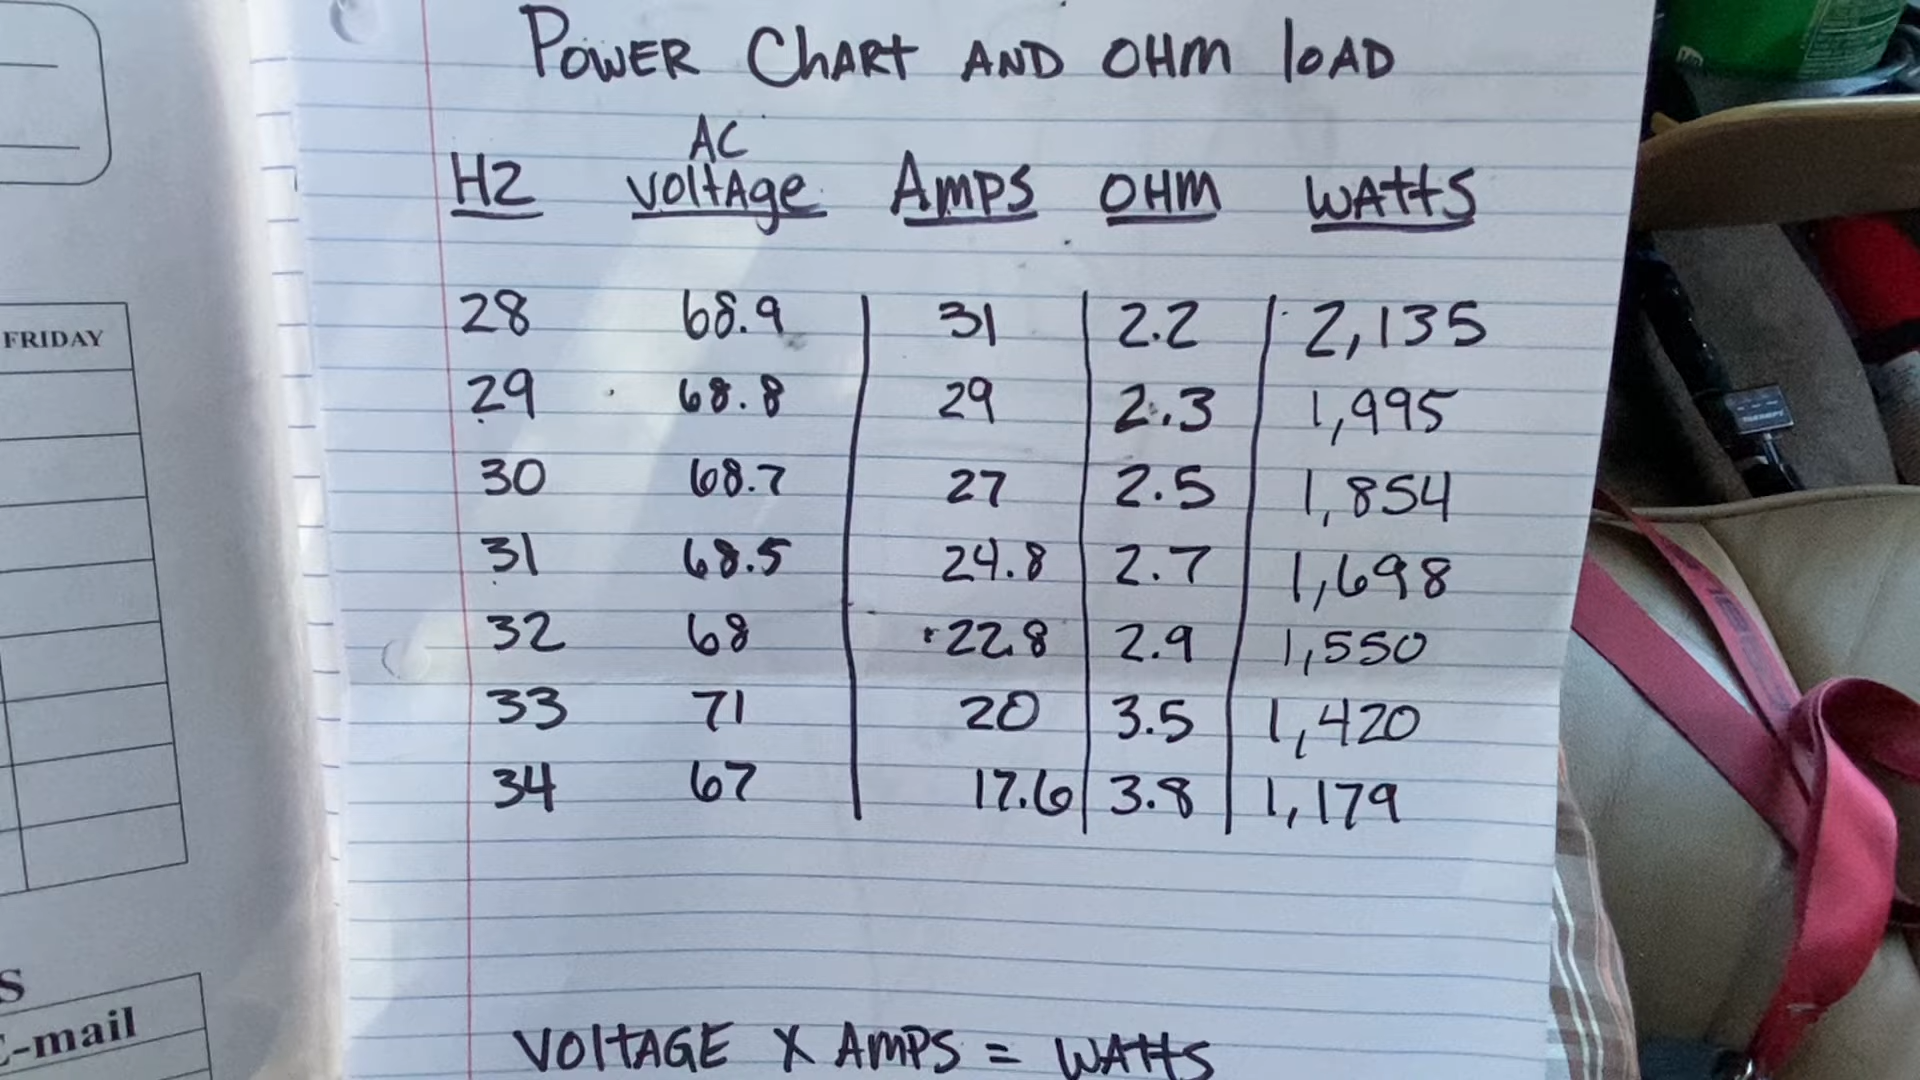 POWER CHART AND OHM LOAD
AC
HZ VOLTAGE AMPS OHM WATTS
28 68.9 31 2.2 2,135
29 68.8 29 2.3 1,995
30 68.7 27 2.5 1,854
31 68.5 24.8 2.7 1,698
32 68 22.8 2.9 1,550
33 71 20 3.5 1,420
34 67 17.6 3.8 1,179
VOLTAGE X AMPS = WATTS
FRIDAY
S
E-mail